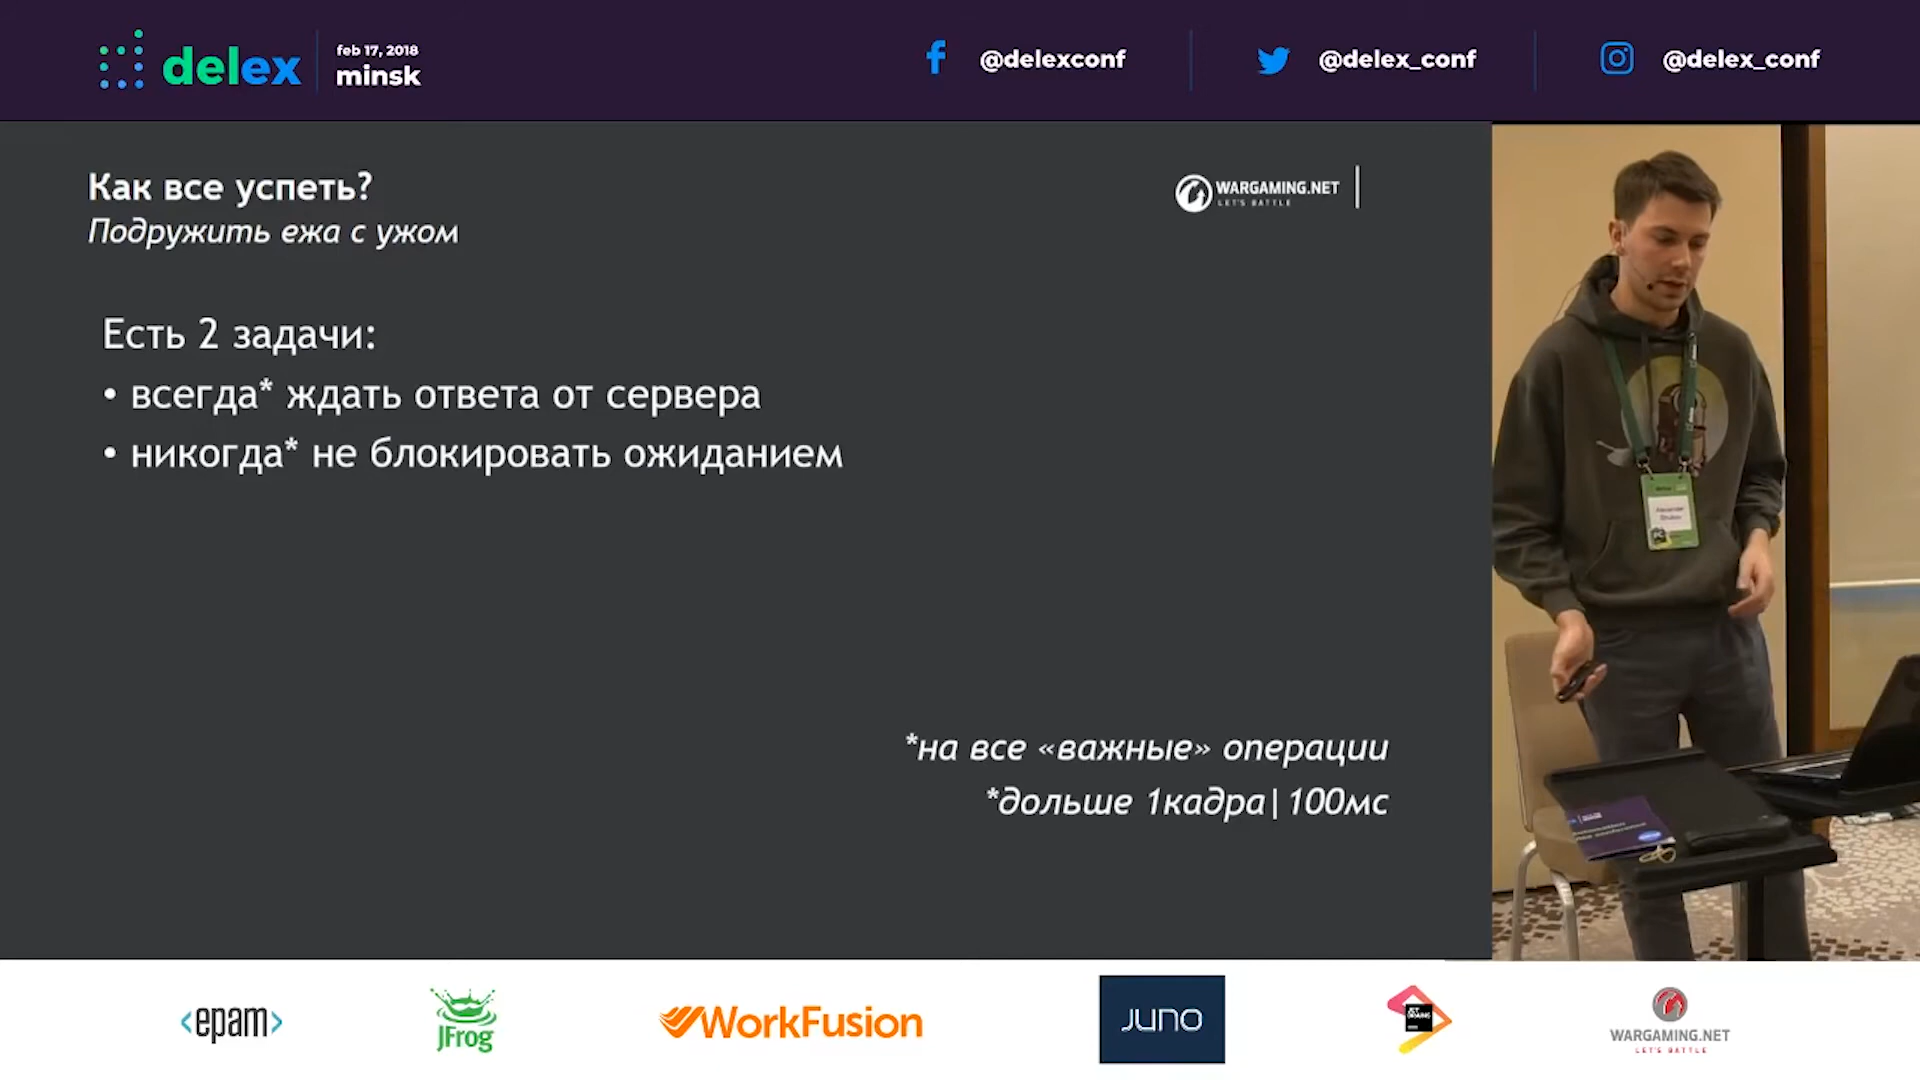 delex
feb 17, 2018
minsk
@delexconf
@delex_conf
@delex_conf
Как все успеть?
Подружить ежа с ужом
WARGAMING.NET
LET'S BATTLE
Есть 2 задачи:
• всегда* ждать ответа от сервера
• никогда* не блокировать ожиданием
*на все «важные» операции
*дольше 1кадра|100мс
<epam>
JFrog
WorkFusion
JUNO
JET
BRAINS
WARGAMING.NET
LET'S BATTLE